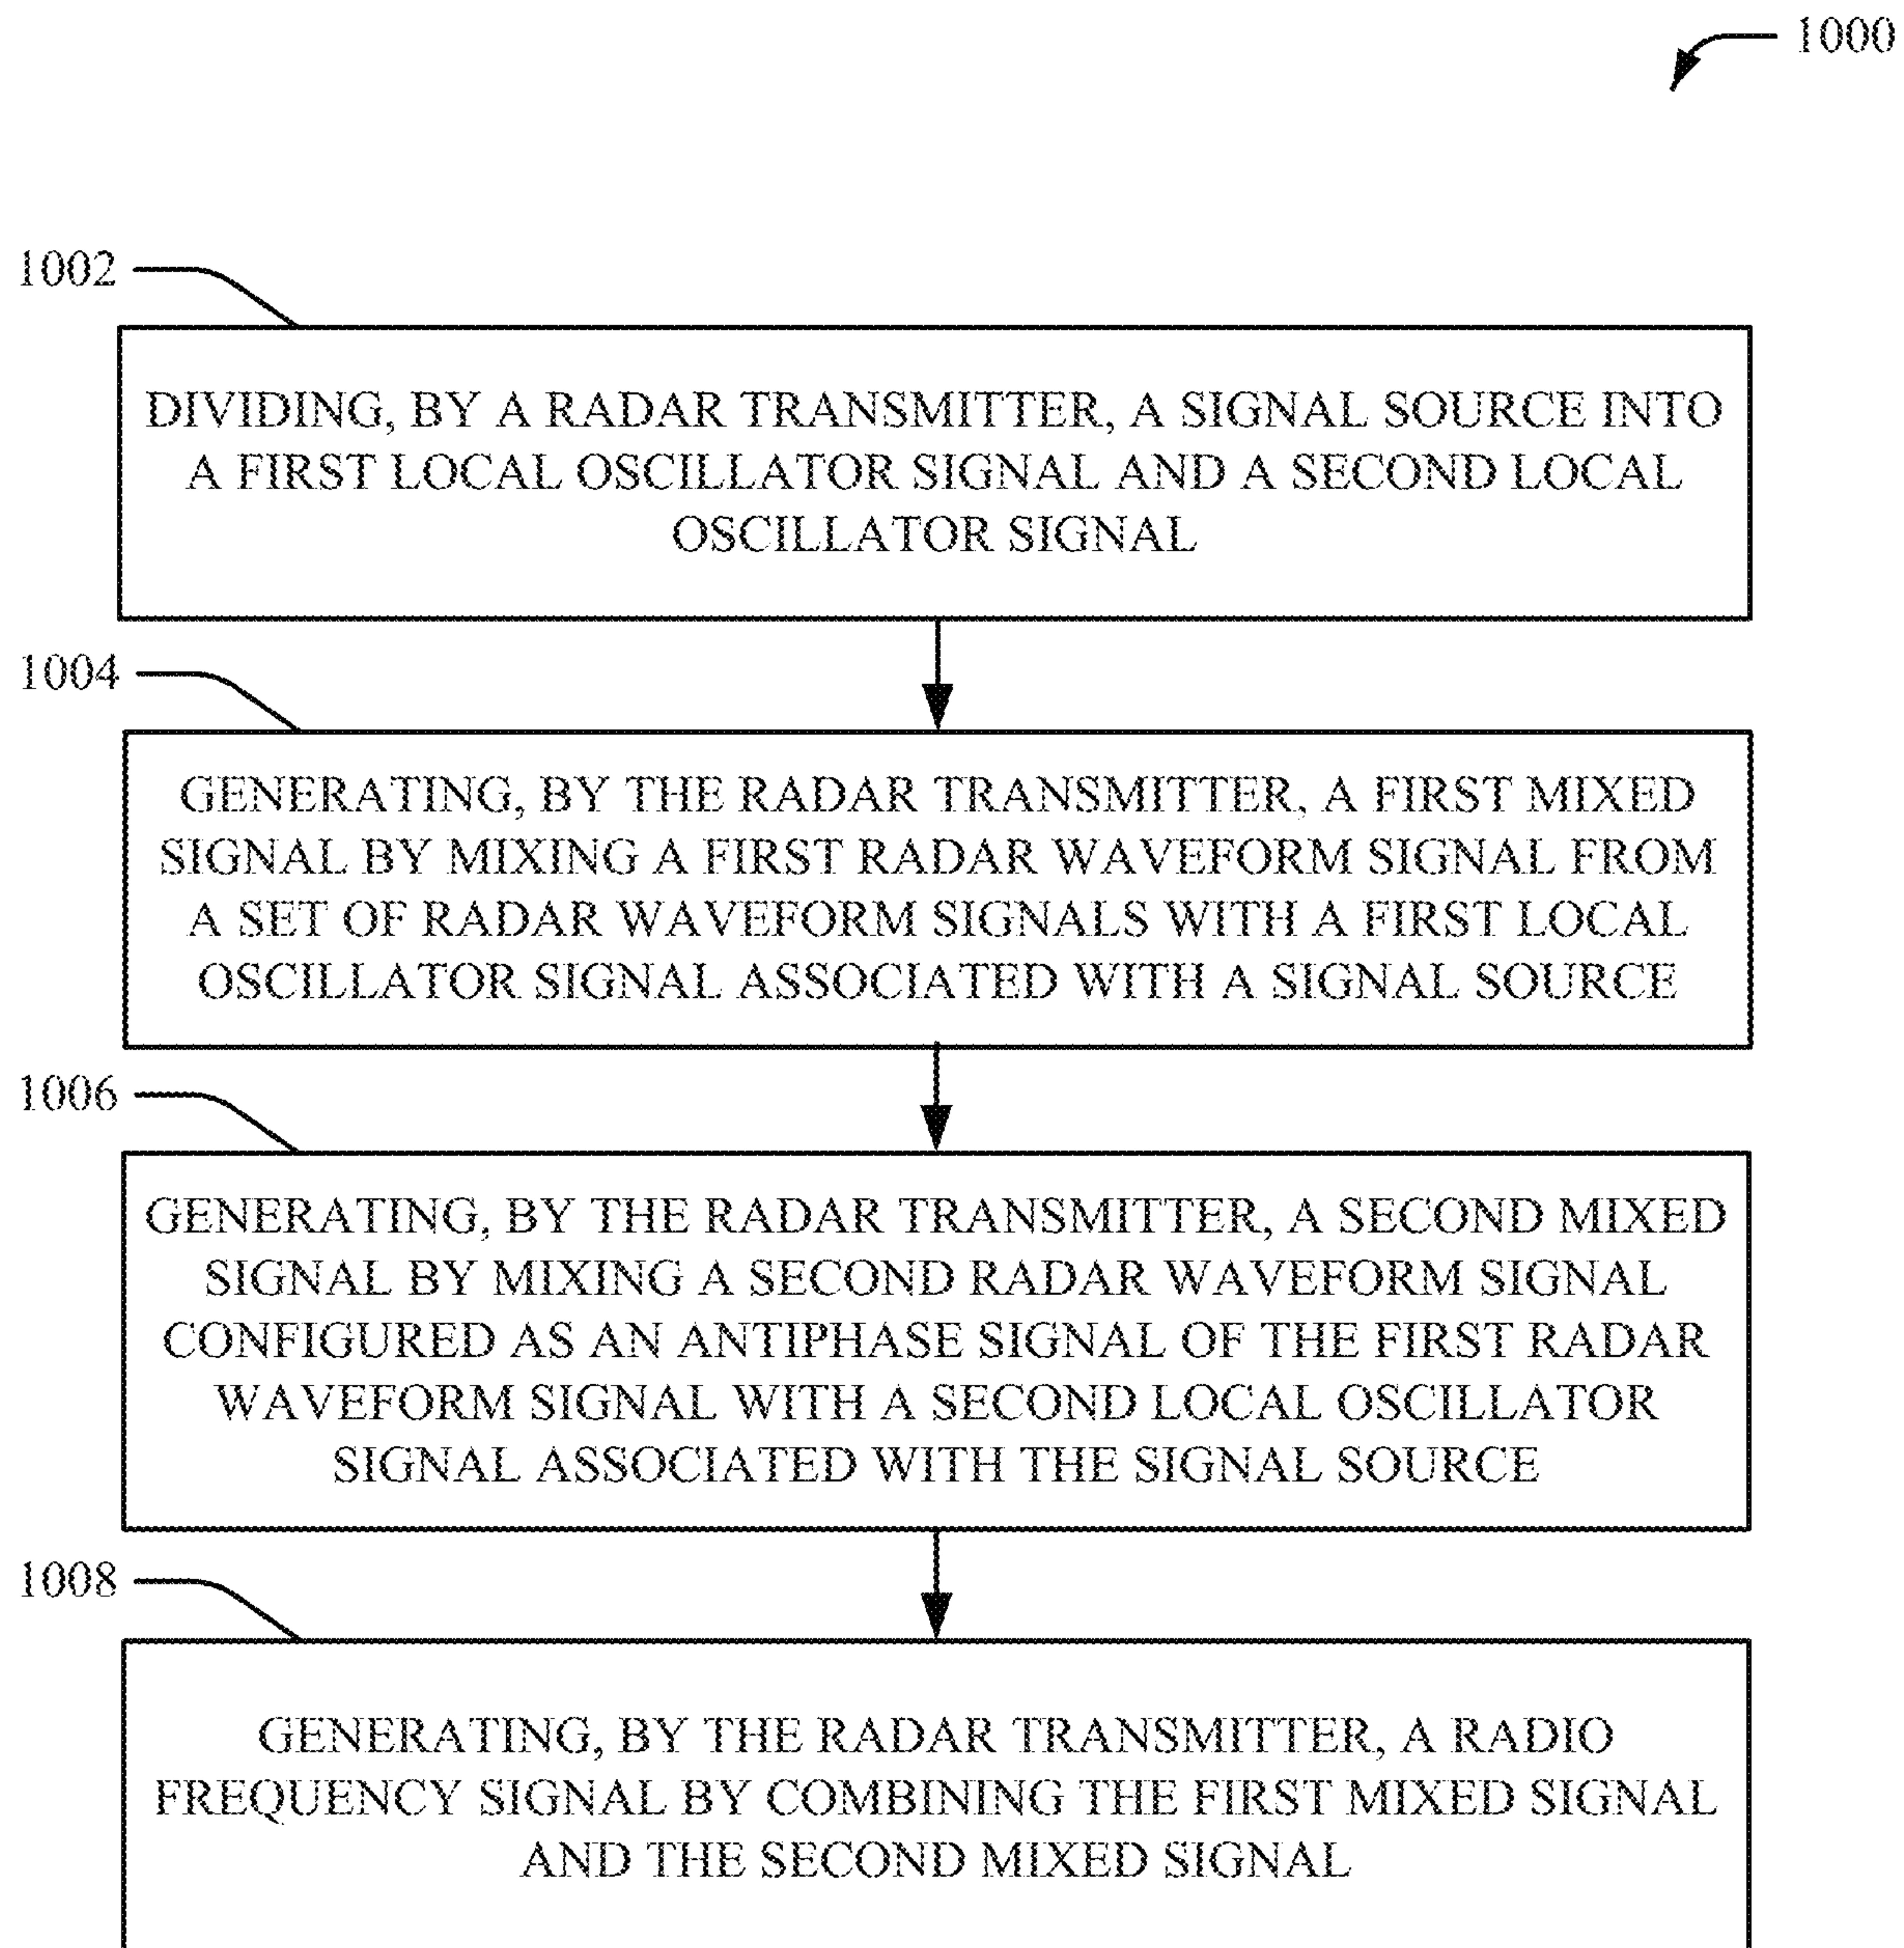 1000
1002
DIVIDING, BY A RADAR TRANSMITTER, A SIGNAL SOURCE INTO
A FIRST LOCAL OSCILLATOR SIGNAL AND A SECOND LOCAL
OSCILLATOR SIGNAL
1004
GENERATING, BY THE RADAR TRANSMITTER, A FIRST MIXED
SIGNAL BY MIXING A FIRST RADAR WAVEFORM SIGNAL FROM
A SET OF RADAR WAVEFORM SIGNALS WITH A FIRST LOCAL
OSCILLATOR SIGNAL ASSOCIATED WITH A SIGNAL SOURCE
1006
GENERATING, BY THE RADAR TRANSMITTER, A SECOND MIXED
SIGNAL BY MIXING A SECOND RADAR WAVEFORM SIGNAL
CONFIGURED AS AN ANTIPHASE SIGNAL OF THE FIRST RADAR
WAVEFORM SIGNAL WITH A SECOND LOCAL OSCILLATOR
SIGNAL ASSOCIATED WITH THE SIGNAL SOURCE
1008
GENERATING, BY THE RADAR TRANSMITTER, A RADIO
FREQUENCY SIGNAL BY COMBINING THE FIRST MIXED SIGNAL
AND THE SECOND MIXED SIGNAL